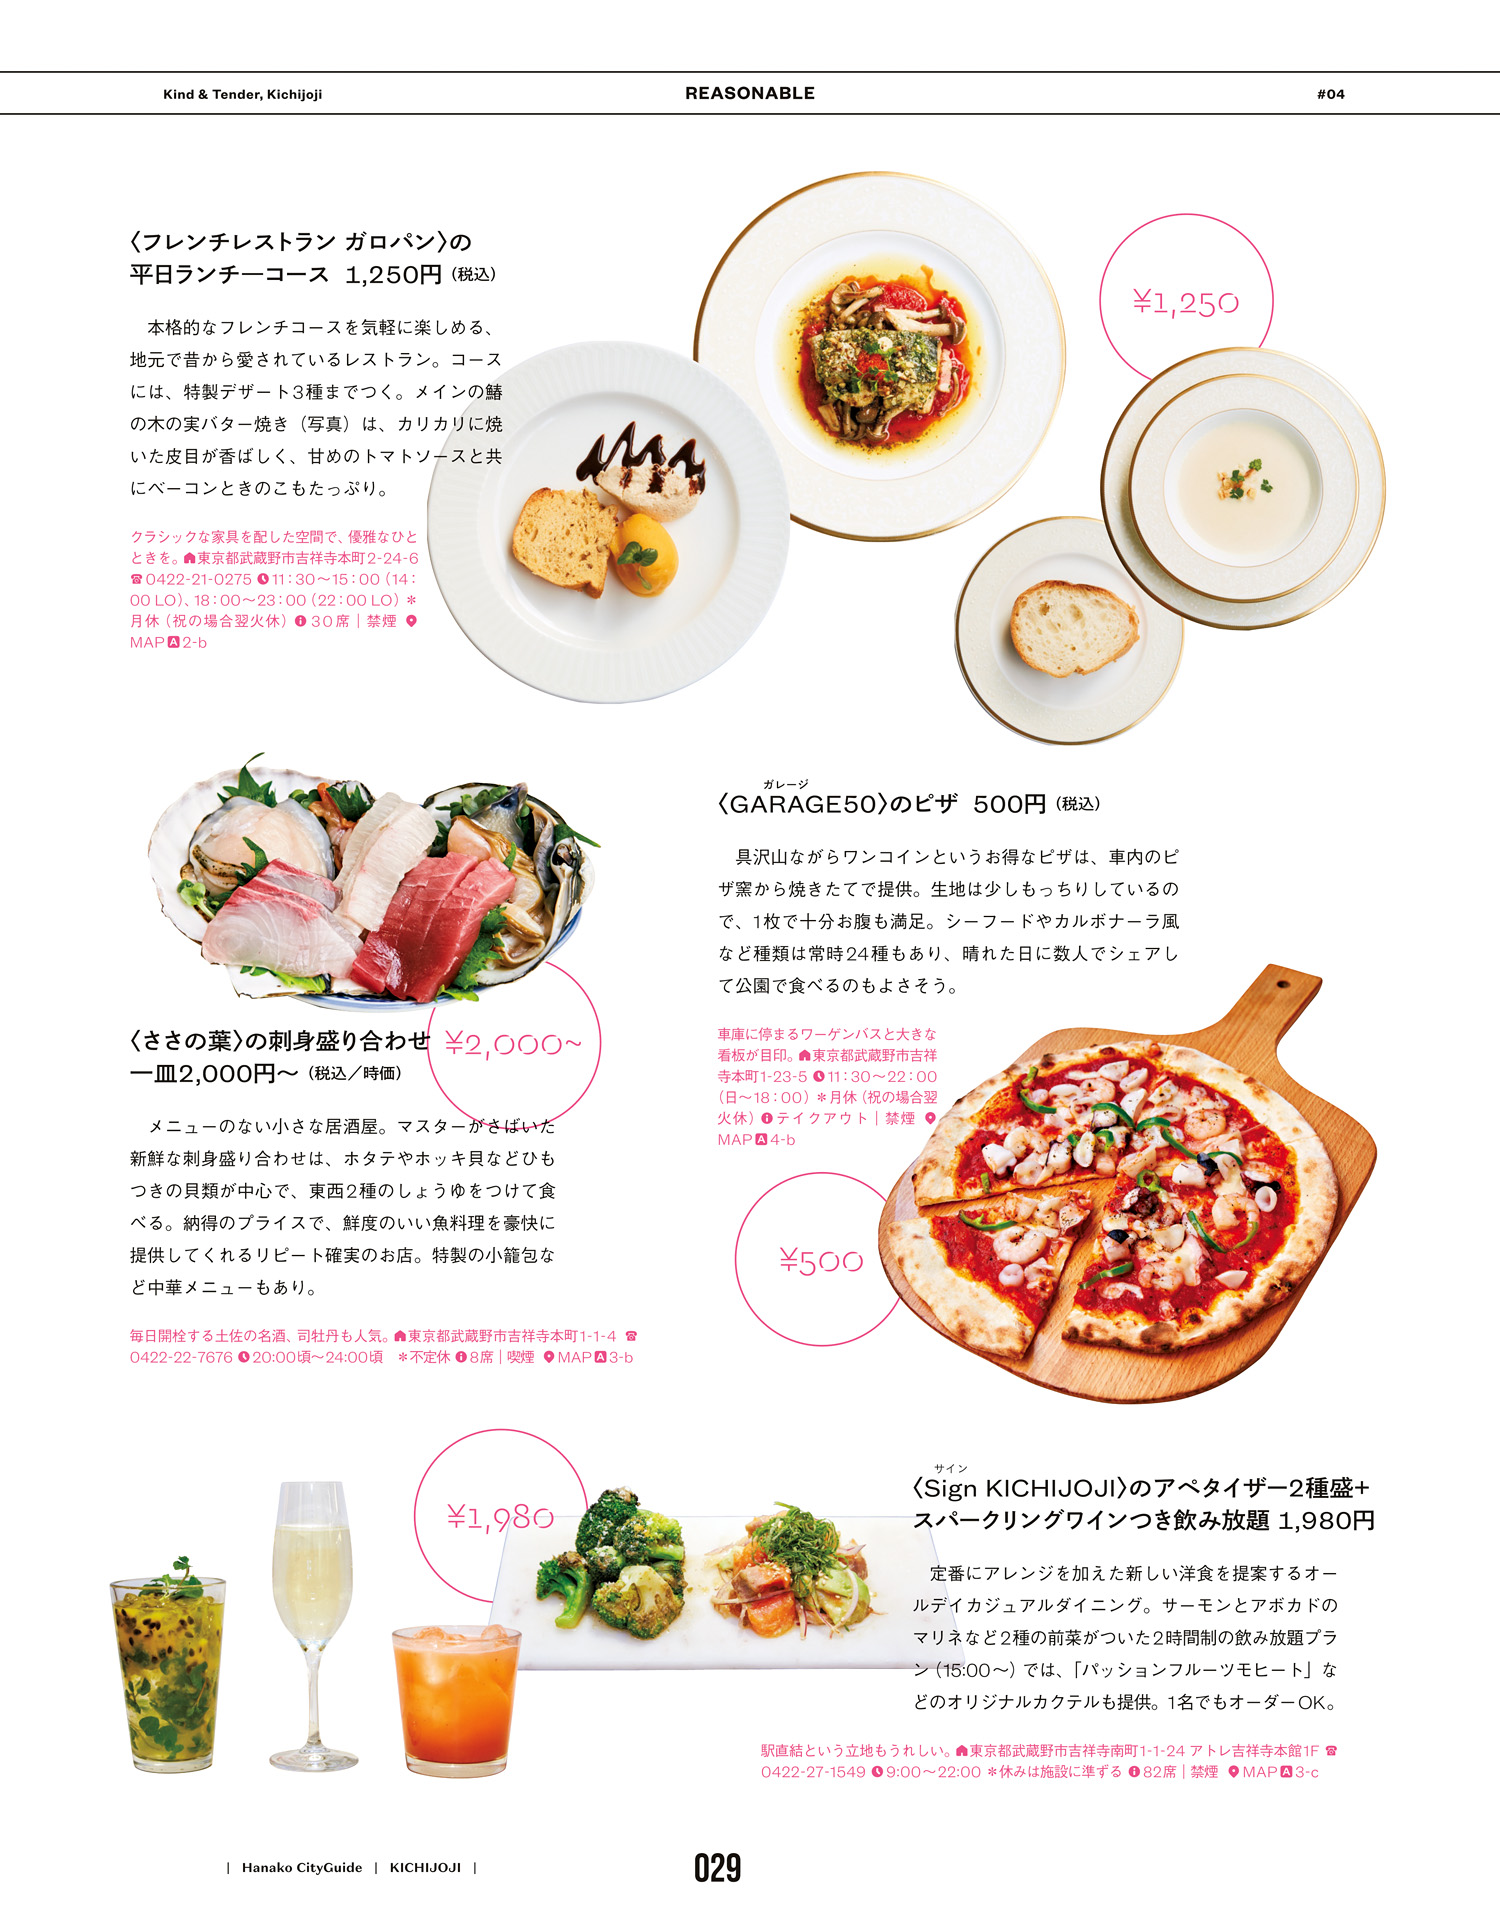 Kind & Tender, Kichijoji
REASONABLE
#04
〈フレンチレストラン ガロパン〉の
平日ランチ―コース 1,250円（税込）
¥1,250
本格的なフレンチコースを気軽に楽しめる、
地元で昔から愛されているレストラン。コース
には、特製デザート3種までつく。メインの鰆
の木の実バター焼き（写真）は、カリカリに焼
いた皮目が香ばしく、甘めのトマトソースと共
にベーコンときのこもたっぷり。
クラシックな家具を配した空間で、優雅なひと
ときを。東京都武蔵野市吉祥寺本町2-24-6
☎0422-21-0275 11：30〜15：00（14：
00 LO）、18：00〜23：00（22：00 LO）＊
月休（祝の場合翌火休）30席｜禁煙
MAP A 2-b
〈ささの葉〉の刺身盛り合わせ
一皿2,000円〜（税込／時価）
¥2,000~
メニューのない小さな居酒屋。マスターがさばいた
新鮮な刺身盛り合わせは、ホタテやホッキ貝などひも
つきの貝類が中心で、東西2種のしょうゆをつけて食
べる。納得のプライスで、鮮度のいい魚料理を豪快に
提供してくれるリピート確実のお店。特製の小籠包な
ど中華メニューもあり。
毎日開栓する土佐の名酒、司牡丹も人気。東京都武蔵野市吉祥寺本町1-1-4 ☎
0422-22-7676 20:00頃〜24:00頃 ＊不定休 8席｜喫煙 MAP A 3-b
ガレージ
〈GARAGE50〉のピザ 500円（税込）
具沢山ながらワンコインというお得なピザは、車内のピ
ザ窯から焼きたてで提供。生地は少しもっちりしているの
で、1枚で十分お腹も満足。シーフードやカルボナーラ風
など種類は常時24種もあり、晴れた日に数人でシェアし
て公園で食べるのもよさそう。
車庫に停まるワーゲンバスと大きな
看板が目印。東京都武蔵野市吉祥
寺本町1-23-5 11：30〜22：00
（日〜18：00）＊月休（祝の場合翌
火休）テイクアウト｜禁煙
MAP A 4-b
¥500
¥1,980
サイン
〈Sign KICHIJOJI〉のアペタイザー2種盛+
スパークリングワインつき飲み放題 1,980円
定番にアレンジを加えた新しい洋食を提案するオー
ルデイカジュアルダイニング。サーモンとアボカドの
マリネなど2種の前菜がついた2時間制の飲み放題プラ
ン（15:00〜）では、「パッションフルーツモヒート」な
どのオリジナルカクテルも提供。1名でもオーダーOK。
駅直結という立地もうれしい。東京都武蔵野市吉祥寺南町1-1-24 アトレ吉祥寺本館1F ☎
0422-27-1549 9:00〜22:00 ＊休みは施設に準ずる 82席｜禁煙 MAP A 3-c
| Hanako CityGuide | KICHIJOJI |
029